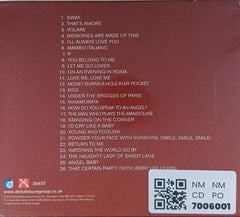 1. SWAY
2. THAT'S AMORE
3. VOLARE
4. MEMORIES ARE MADE OF THIS
5. I'LL ALWAYS LOVE YOU
6. MAMBO ITALIANO
7. IF
8. YOU BELONG TO ME
9. LET ME GO LOVER
10. ON AN EVENING IN ROMA
11. LOVE ME, LOVE ME
12. MONEY BURNS A HOLE IN MY POCKET
13. KISS
14. UNDER THE BRIDGES OF PARIS
15. INNAMORATA
16. HOW DO YOU SPEAK TO AN ANGEL?
17. THE MAN WHO PLAYS THE MANDOLINE
18. STANDING ON THE CORNER
19. I'D CRY LIKE A BABY
20. YOUNG AND FOOLISH
21. POWDER YOUR FACE WITH SUNSHINE (SMILE, SMILE, SMILE)
22. RETURN TO ME
23. WATCHING THE WORLD GO BY
24. THE NAUGHTY LADY OF SHADY LANE
25. ANGEL BABY
26. THAT CERTAIN PARTY (WITH JERRY LEE LEWIS)
NM NM
CD PO
7006001